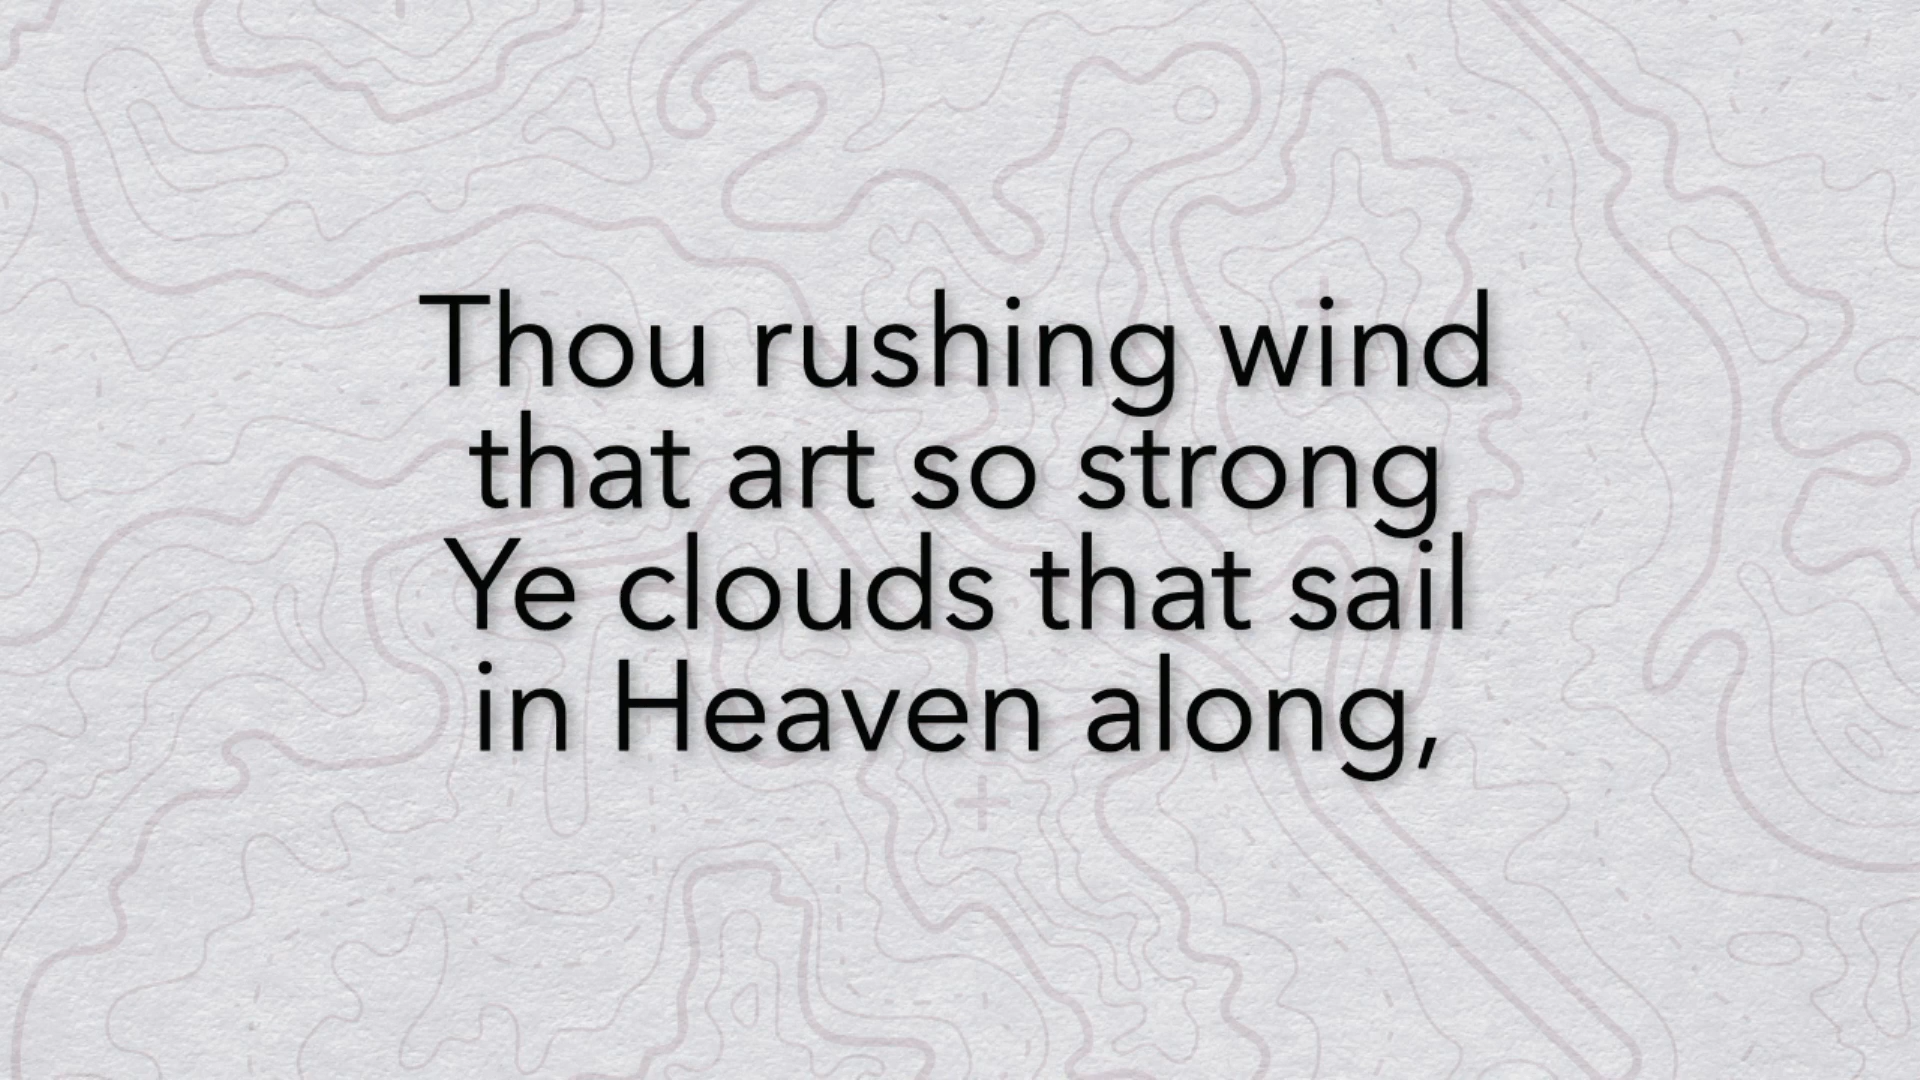 Thou rushing wind
that art so strong
Ye clouds that sail
in Heaven along,